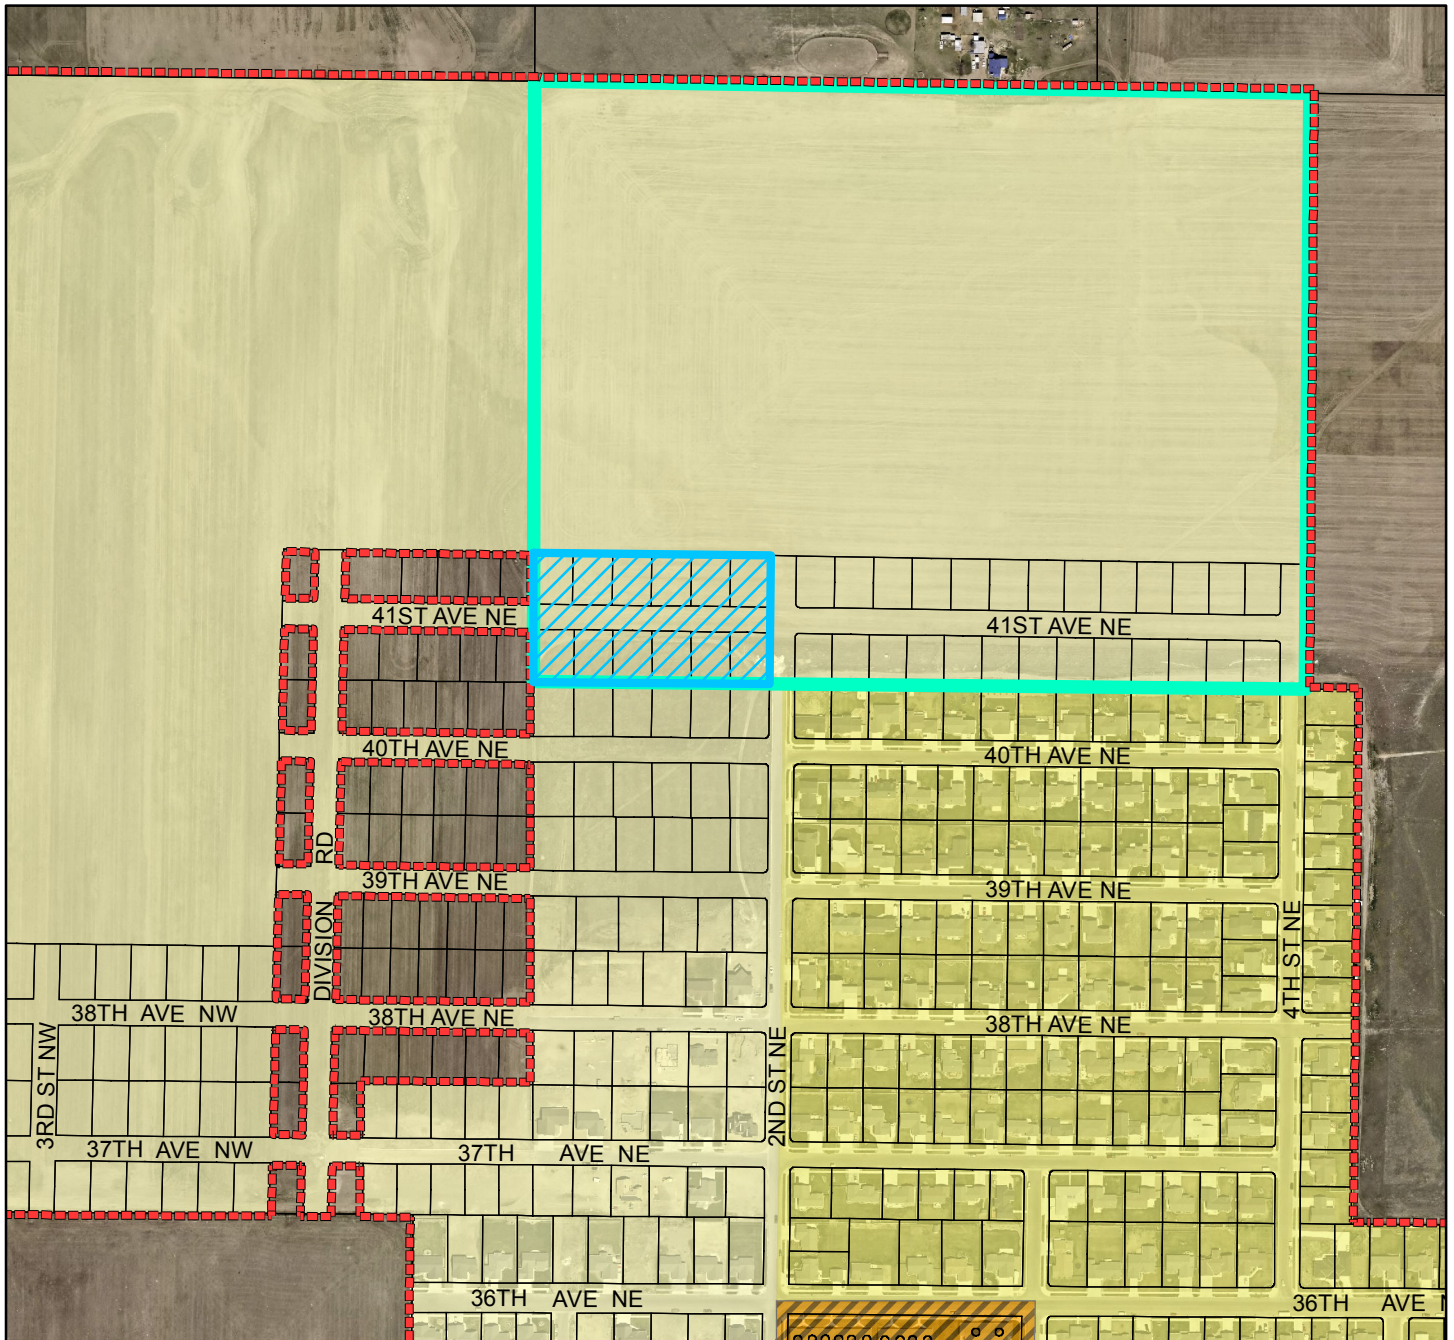 41ST AVE NE
41ST AVE NE
40TH AVE NE
40TH AVE NE
39TH AVE NE
39TH AVE NE
DIVISION RD
4TH ST NE
38TH AVE NW
38TH AVE NE
38TH AVE NE
3RD ST NW
2ND ST NE
37TH AVE NW
37TH AVE NE
36TH AVE NE
36TH AVE